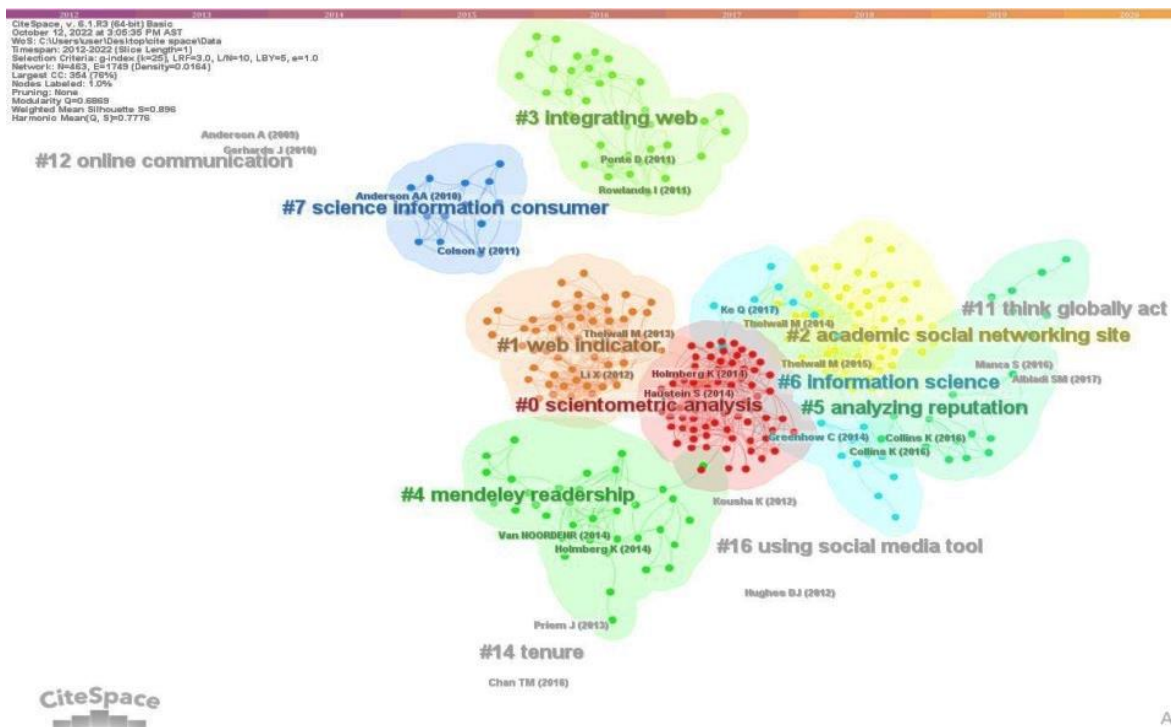 2012 2013 2014 2015 2016 2017 2018 2019 2020
CiteSpace, v. 6.1.R3 (64-bit) Basic
October 12, 2022 at 3:05:35 PM AST
WoS: C:\Users\user\Desktop\cite space\Data
Timespan: 2012-2022 (Slice Length=1)
Selection Criteria: g-index (k=25), LRF=3.0, L/N=10, LBY=5, e=1.0
Network: N=463, E=1749 (Density=0.0164)
Largest CC: 354 (76%)
Nodes Labeled: 1.0%
Pruning: None
Modularity Q=0.6869
Weighted Mean Silhouette S=0.896
Harmonic Mean(Q, S)=0.7776
#3 integrating web
Anderson A (2009)
Gerhards J (2010)
#12 online communication
Ponte D (2011)
Rowlands I (2011)
Anderson AA (2010)
#7 science information consumer
Colson V (2011)
Ke Q (2017)
#11 think globally act
Thelwall M (2014)
Thelwall M (2013)
#2 academic social networking site
#1 web indicator
Thelwall M (2015)
Manca S (2016)
Li X (2012)
Holmberg K (2014)
#6 information science
Albladi SM (2017)
Haustein S (2014)
#0 scientometric analysis
#5 analyzing reputation
Greenhow C (2014)
Collins K (2016)
Collins K (2016)
#4 mendeley readership
Kousha K (2012)
Van NOORDENR (2014)
Holmberg K (2014)
#16 using social media tool
Hughes DJ (2012)
Priem J (2013)
#14 tenure
Chan TM (2016)
CiteSpace
A